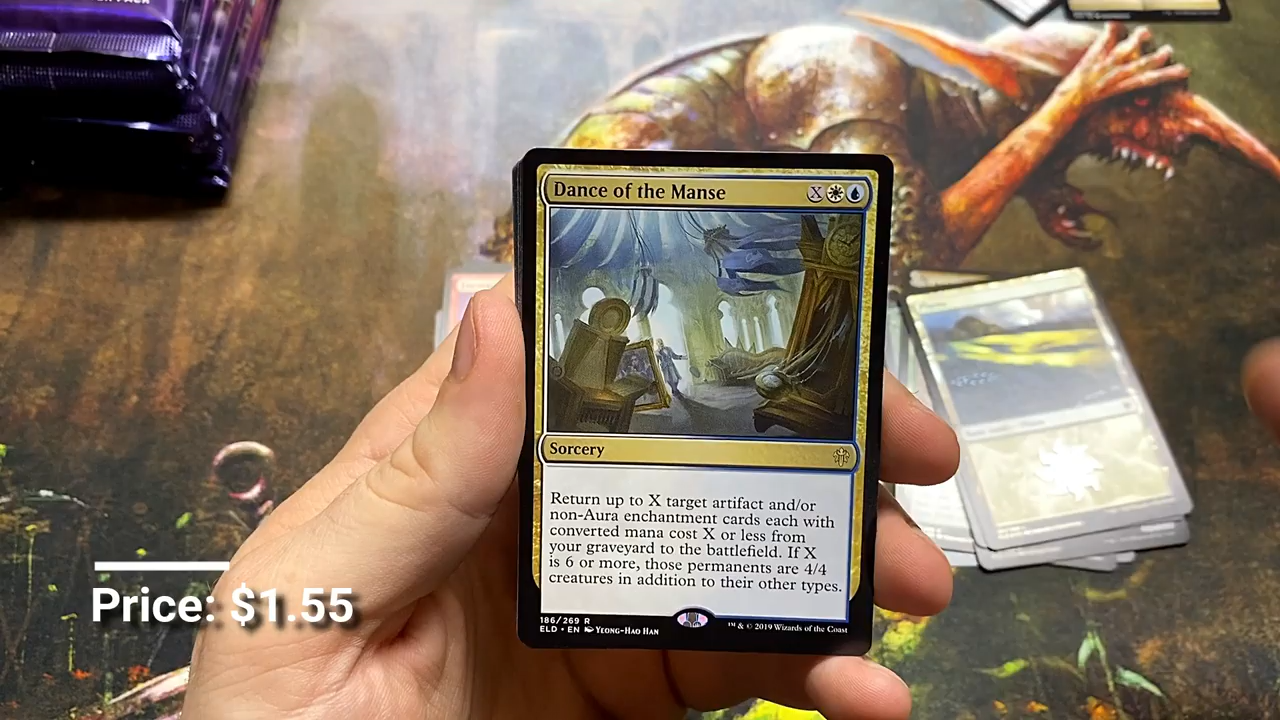 PACK
Dance of the Manse X
Sorcery
Return up to X target artifact and/or
non-Aura enchantment cards each with
converted mana cost X or less from
your graveyard to the battlefield. If X
is 6 or more, those permanents are 4/4
creatures in addition to their other types.
186/269 R
ELD • EN Yeong-Hao Han
™ & © 2019 Wizards of the Coast
Price: $1.55